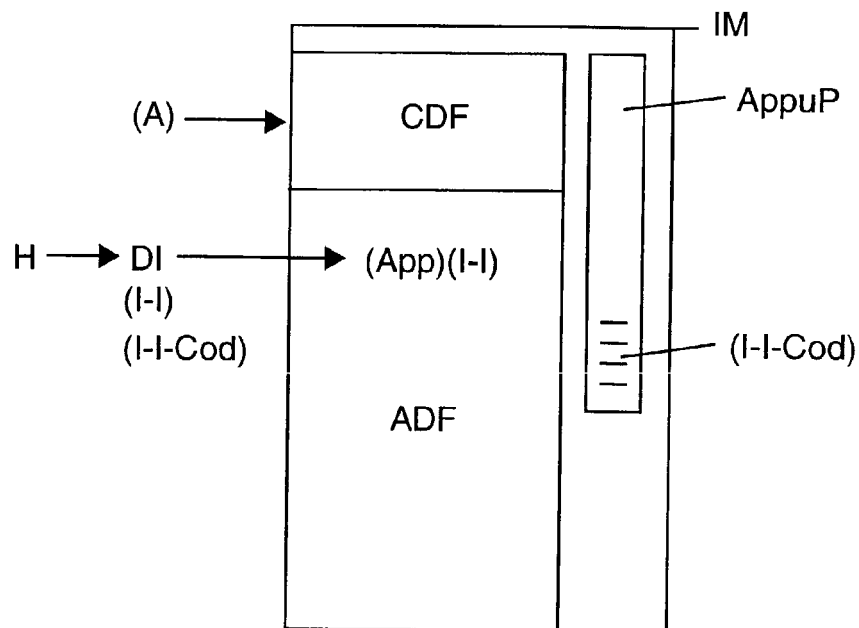 IM
AppuP
(A)
CDF
H
DI
(App)(I-I)
(I-I)
(I-I-Cod)
(I-I-Cod)
ADF